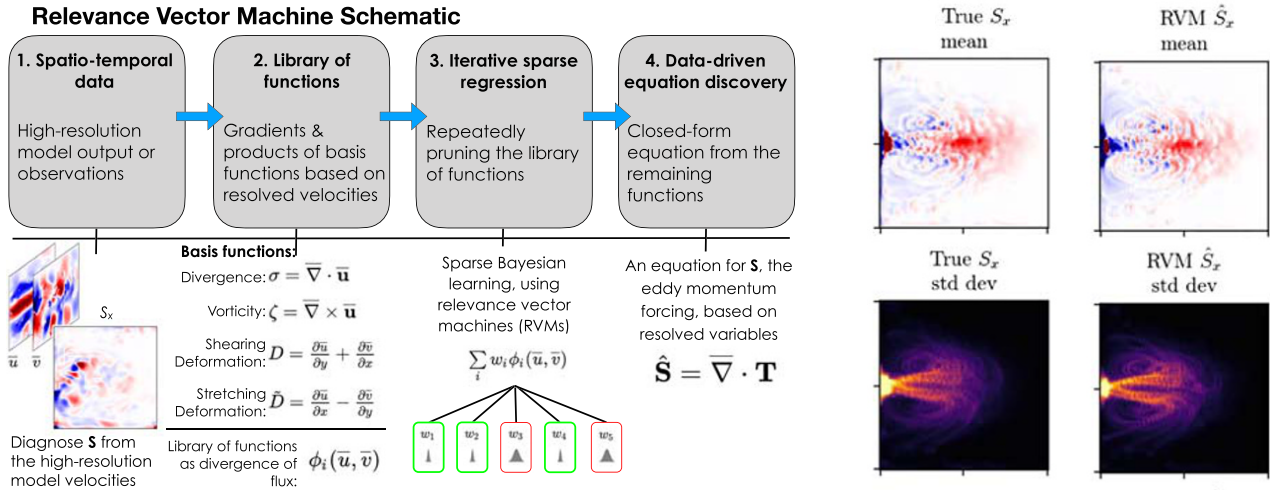 Relevance Vector Machine Schematic
1. Spatio-temporal
data
High-resolution
model output or
observations
2. Library of
functions
Gradients &
products of basis
functions based on
resolved velocities
3. Iterative sparse
regression
Repeatedly
pruning the library
of functions
4. Data-driven
equation discovery
Closed-form
equation from the
remaining
functions
u̅ v̅
Sₓ
Diagnose S from
the high-resolution
model velocities
Basis functions:
Divergence: σ = ∇̅ · u̅
Vorticity: ζ = ∇̅ × u̅
Shearing
Deformation: D = ∂u̅/∂y + ∂v̅/∂x
Stretching
Deformation: D̃ = ∂u̅/∂x − ∂v̅/∂y
Library of functions
as divergence of
flux: ϕᵢ(u̅, v̅)
Sparse Bayesian
learning, using
relevance vector
machines (RVMs)
∑ᵢ wᵢϕᵢ(u̅, v̅)
w₁ w₂ w₃ w₄ w₅
An equation for S, the
eddy momentum
forcing, based on
resolved variables
Ŝ = ∇̅ · T
True Sₓ
mean
RVM Ŝₓ
mean
True Sₓ
std dev
RVM Ŝₓ
std dev